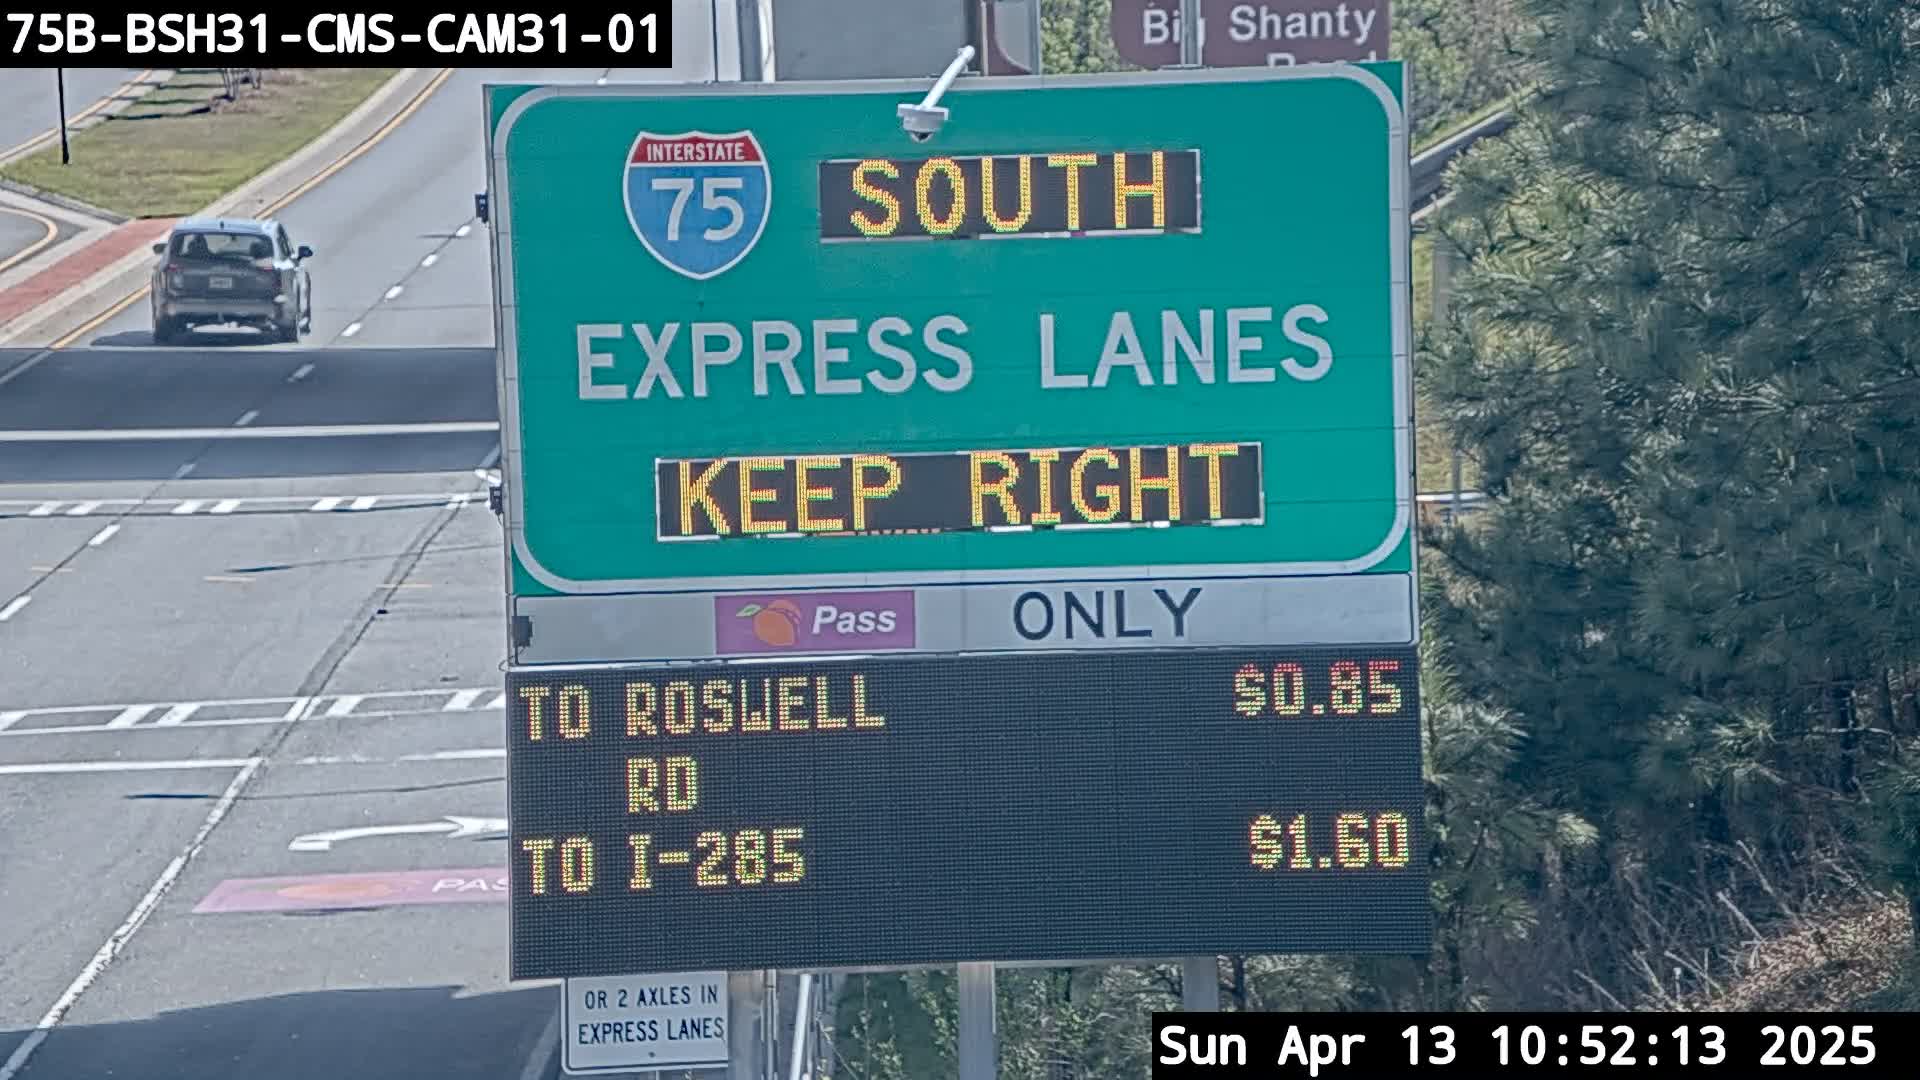 75B-BSH31-CMS-CAM31-01
Big Shanty
Road
INTERSTATE
75
SOUTH
EXPRESS LANES
KEEP RIGHT
Pass ONLY
TO ROSWELL $0.85
RD
TO I-285 $1.60
PAS
OR 2 AXLES IN
EXPRESS LANES
Sun Apr 13 10:52:13 2025